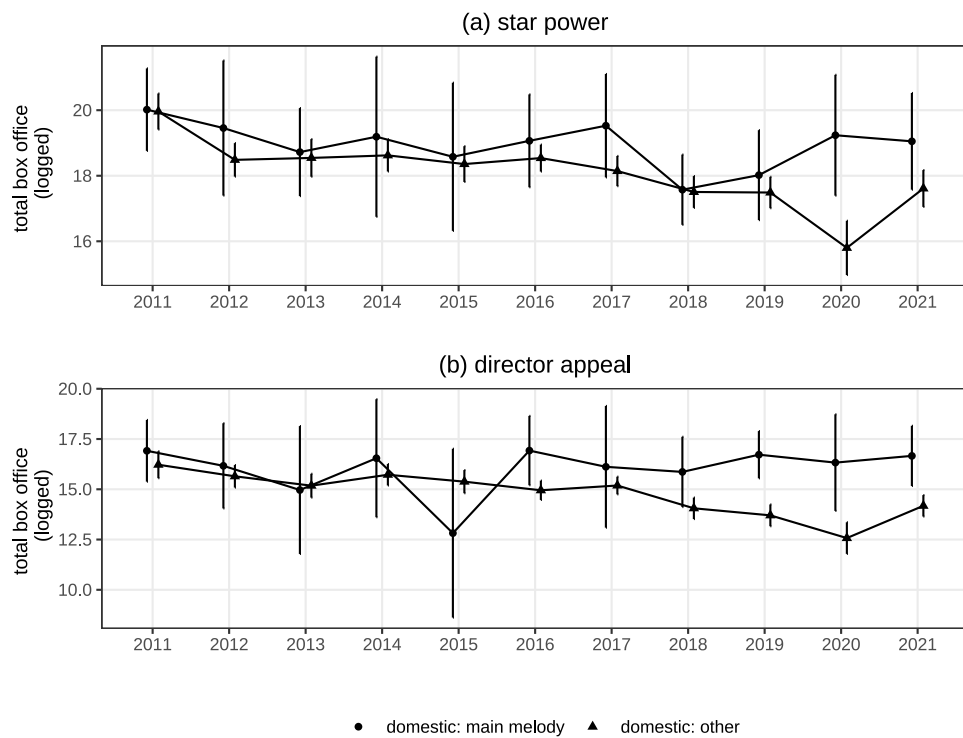 (a) star power
total box office
(logged)
20
18
16
2011 2012 2013 2014 2015 2016 2017 2018 2019 2020 2021
(b) director appeal
total box office
(logged)
20.0
17.5
15.0
12.5
10.0
2011 2012 2013 2014 2015 2016 2017 2018 2019 2020 2021
domestic: main melody domestic: other